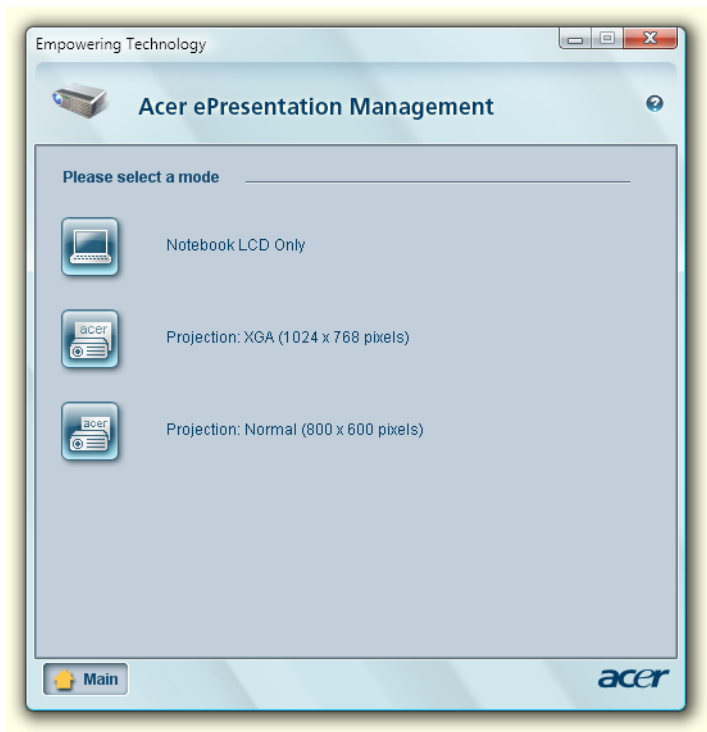 Empowering Technology
Acer ePresentation Management
Please select a mode
Notebook LCD Only
acer
Projection: XGA (1024 x 768 pixels)
acer
Projection: Normal (800 x 600 pixels)
Main
acer